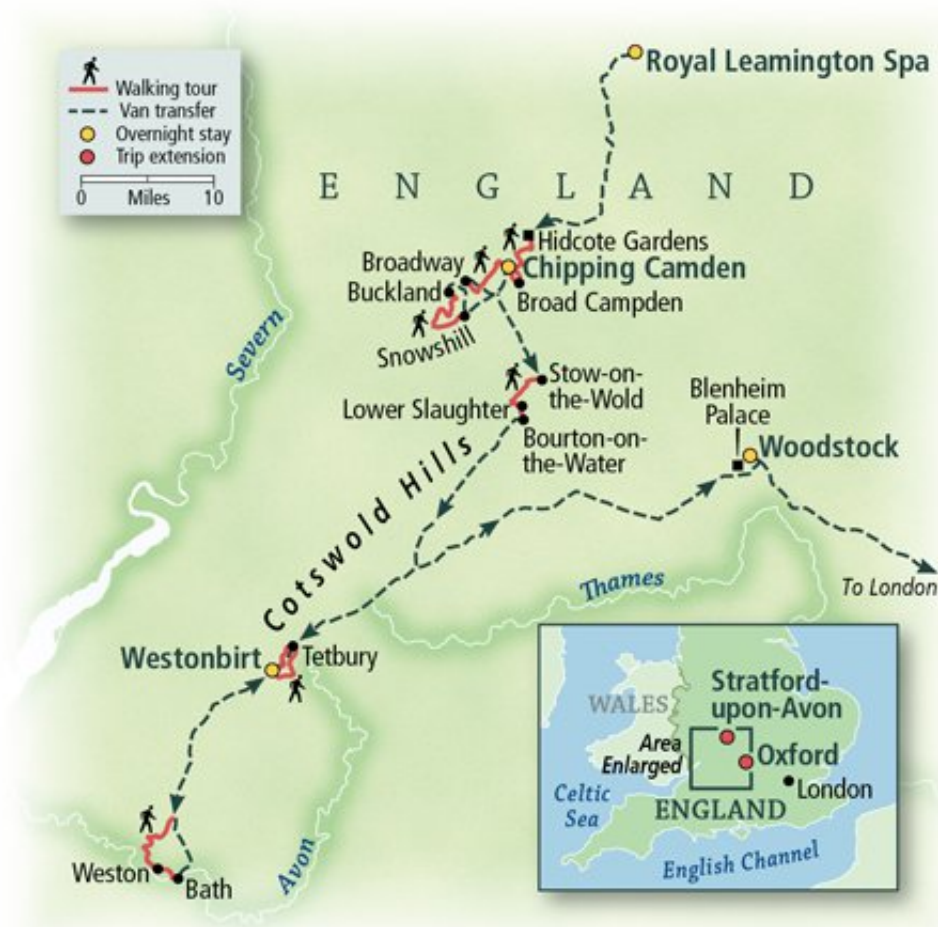 Royal Leamington Spa
Walking tour
Van transfer
Overnight stay
Trip extension
0 Miles 10
ENGLAND
Hidcote Gardens
Broadway
Chipping Camden
Buckland
Broad Campden
Snowshill
Severn
Stow-on-
the-Wold
Lower Slaughter
Blenheim
Palace
Bourton-on-
the-Water
Woodstock
Cotswold Hills
Thames
To London
Westonbirt
Tetbury
Weston
Bath
Avon
Stratford-
upon-Avon
WALES
Area
Enlarged
Oxford
London
Celtic
Sea
ENGLAND
English Channel